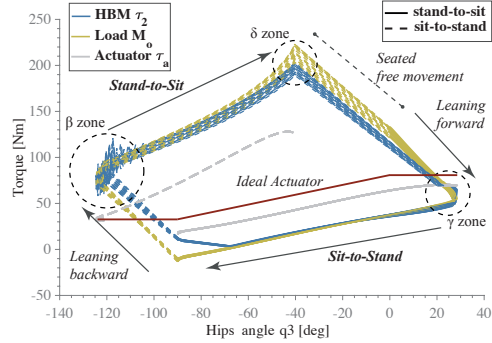 HBM τ2
Load Mo
Actuator τa
stand-to-sit
sit-to-stand
δ zone
Stand-to-Sit
Seated
free movement
Leaning
forward
β zone
Ideal Actuator
γ zone
Leaning
backward
Sit-to-Stand
Torque [Nm]
250
200
150
100
50
0
-50
-140 -120 -100 -80 -60 -40 -20 0 20 40
Hips angle q3 [deg]